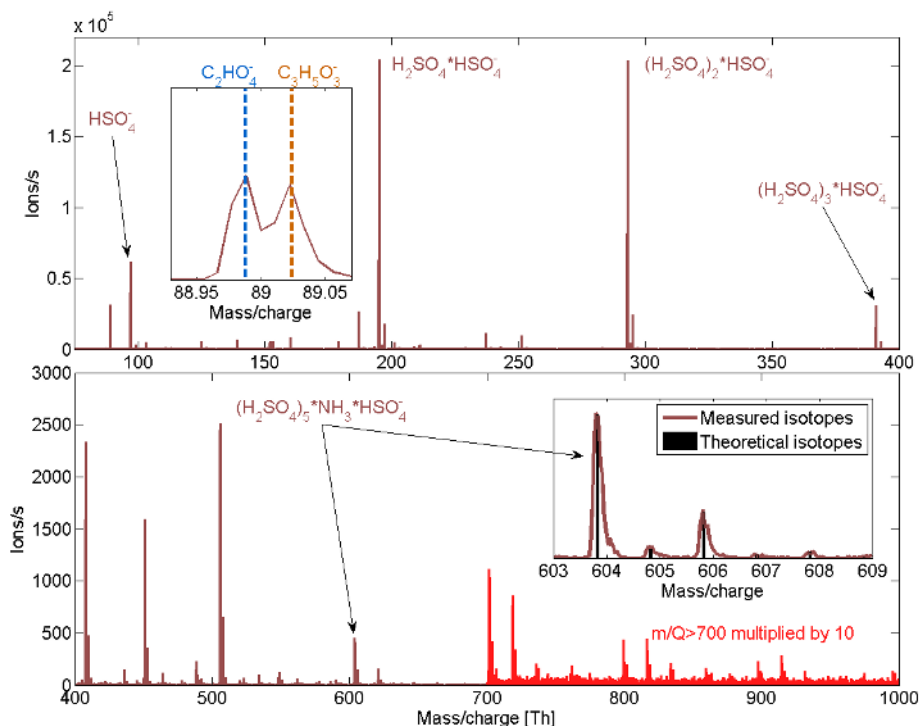 x 10⁵
C₂HO₄⁻ C₃H₅O₃⁻
H₂SO₄*HSO₄⁻
(H₂SO₄)₂*HSO₄⁻
HSO₄⁻
(H₂SO₄)₃*HSO₄⁻
Ions/s
2
1.5
1
0.5
0
88.95 89 89.05
Mass/charge
100 150 200 250 300 350 400
3000
2500
2000
1500
1000
500
0
Ions/s
(H₂SO₄)₅*NH₃*HSO₄⁻
Measured isotopes
Theoretical isotopes
603 604 605 606 607 608 609
Mass/charge
m/Q>700 multiplied by 10
400 500 600 700 800 900 1000
Mass/charge [Th]